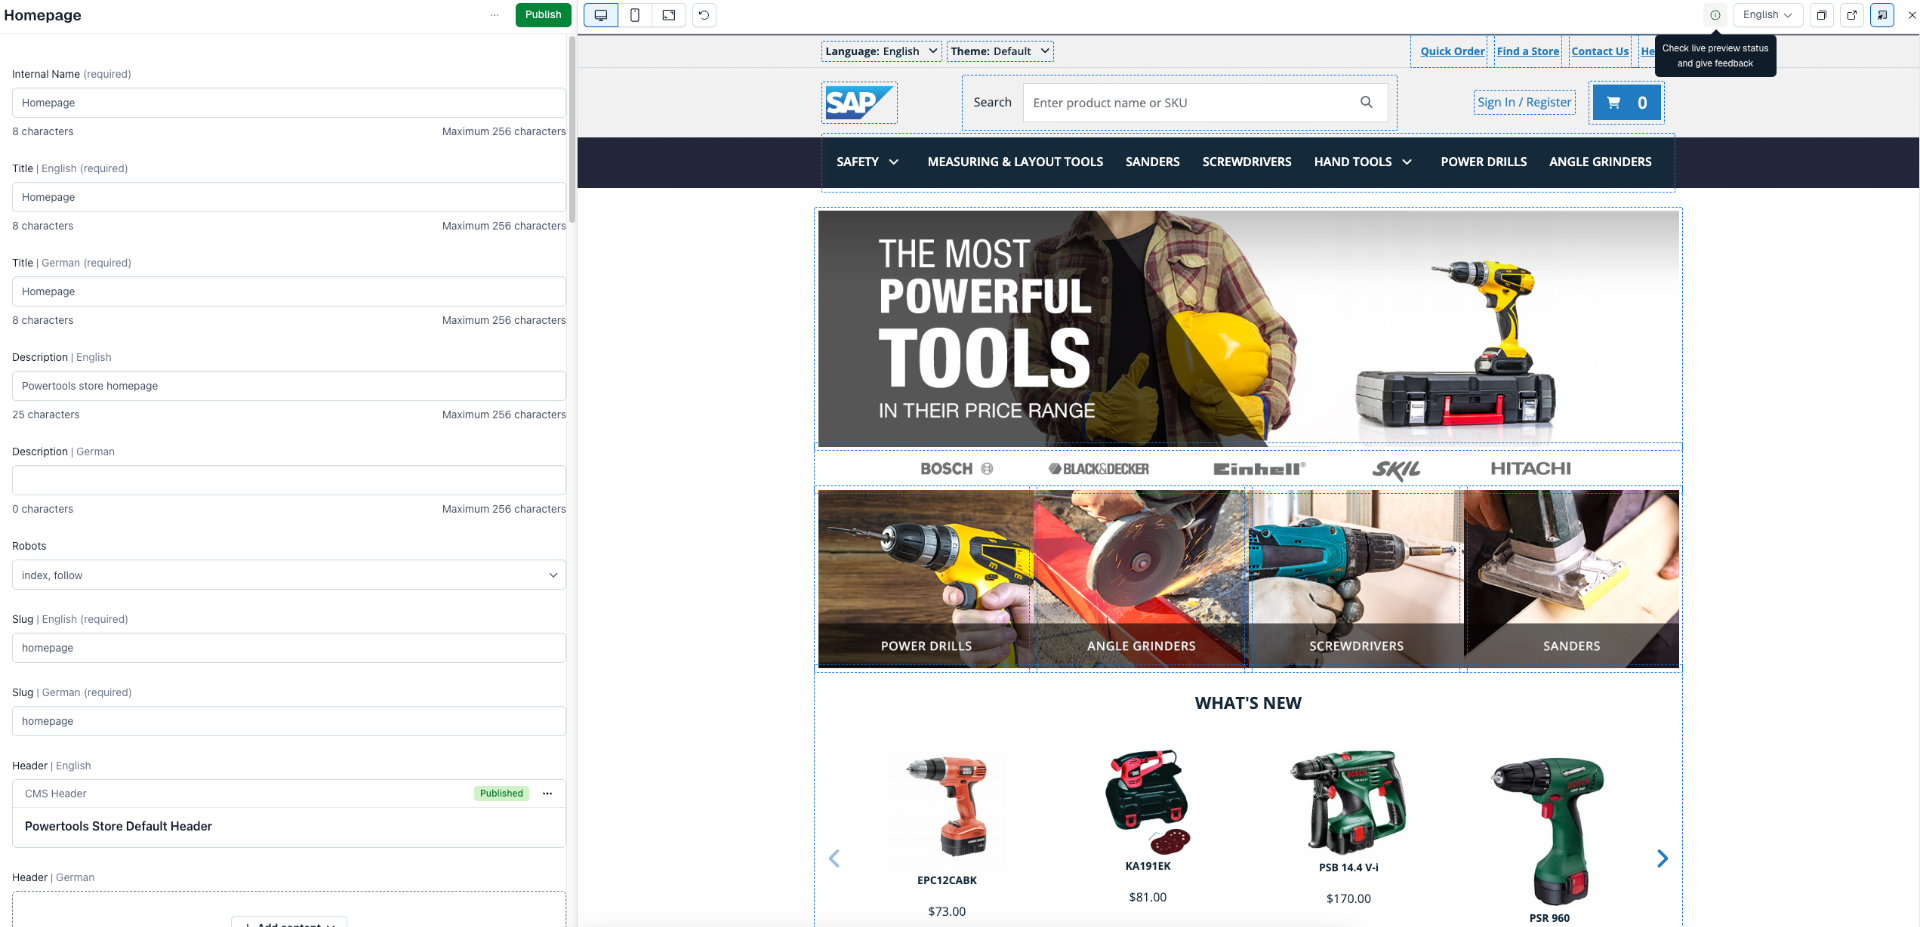 Homepage
Publish
English
Check live preview status
and give feedback
Internal Name (required)
Homepage
8 characters
Maximum 256 characters
Title | English (required)
Homepage
8 characters
Maximum 256 characters
Title | German (required)
Homepage
8 characters
Maximum 256 characters
Description | English
Powertools store homepage
25 characters
Maximum 256 characters
Description | German
0 characters
Maximum 256 characters
Robots
index, follow
Slug | English (required)
homepage
Slug | German (required)
homepage
Header | English
CMS Header
Published
Powertools Store Default Header
Header | German
Add content
Language: English
Theme: Default
Quick Order
Find a Store
Contact Us
He
SAP
Search
Enter product name or SKU
Sign In / Register
0
SAFETY
MEASURING & LAYOUT TOOLS
SANDERS
SCREWDRIVERS
HAND TOOLS
POWER DRILLS
ANGLE GRINDERS
THE MOST
POWERFUL
TOOLS
IN THEIR PRICE RANGE
BOSCH
BLACK&DECKER
Einhell®
SKIL
HITACHI
POWER DRILLS
ANGLE GRINDERS
SCREWDRIVERS
SANDERS
WHAT'S NEW
EPC12CABK
$73.00
KA191EK
$81.00
PSB 14.4 V-i
$170.00
PSR 960